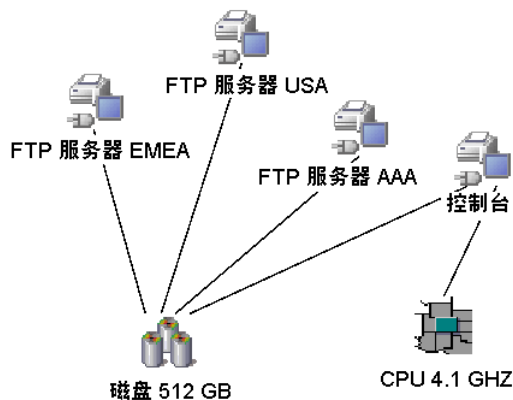 FTP 服务器 USA
FTP 服务器 EMEA
FTP 服务器 AAA
控制台
磁盘 512 GB
CPU 4.1 GHZ